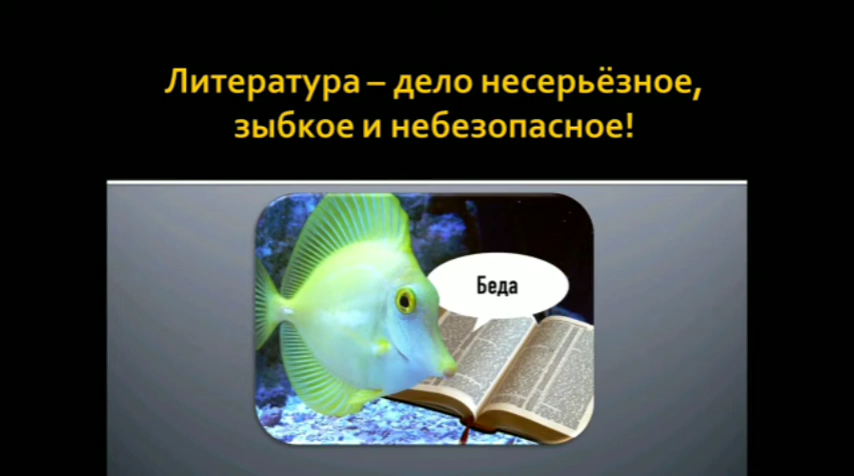 Литература – дело несерьёзное,
зыбкое и небезопасное!
Беда